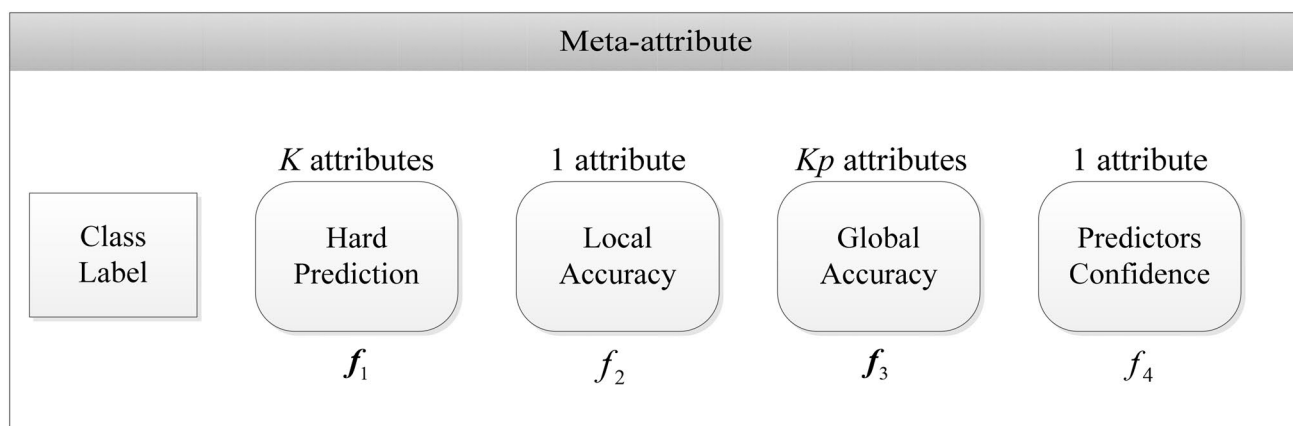 Meta-attribute
K attributes
1 attribute
Kp attributes
1 attribute
Class
Label
Hard
Prediction
Local
Accuracy
Global
Accuracy
Predictors
Confidence
f1
f2
f3
f4